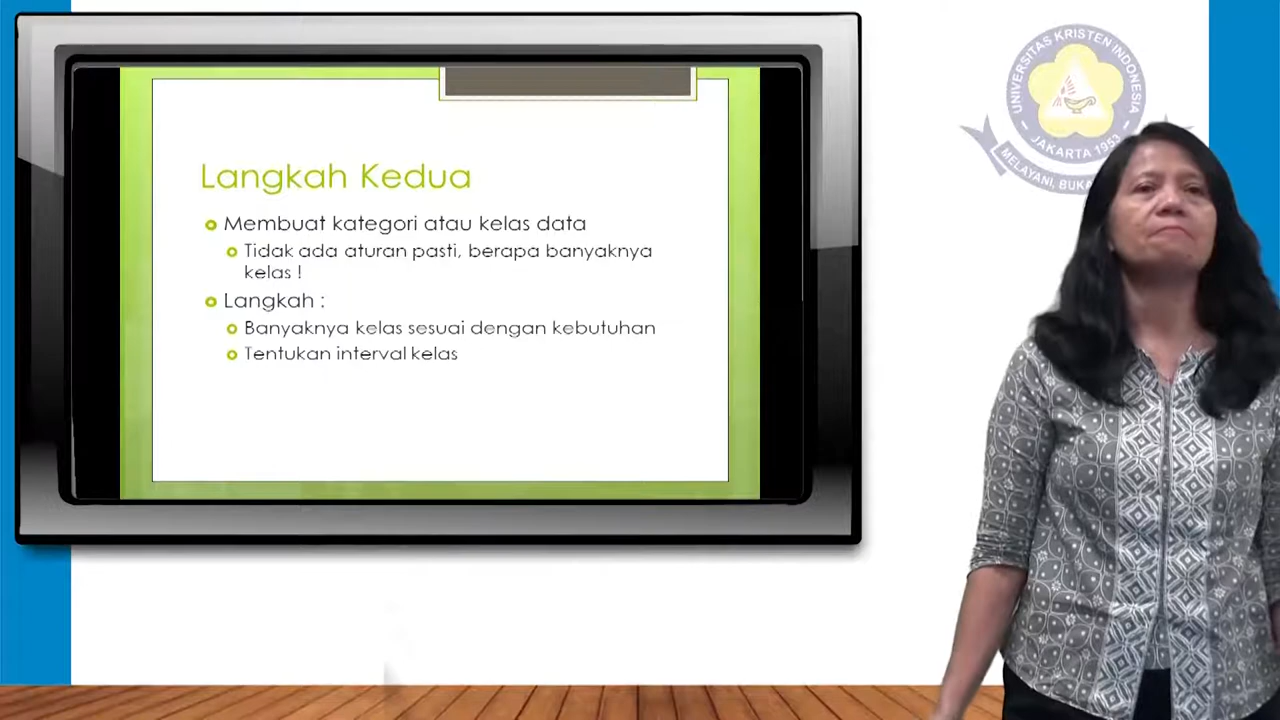 Langkah Kedua
Membuat kategori atau kelas data
Tidak ada aturan pasti, berapa banyaknya
kelas !
Langkah :
Banyaknya kelas sesuai dengan kebutuhan
Tentukan interval kelas
UNIVERSITAS KRISTEN INDONESIA
JAKARTA 1953
MELAYANI, BUKA